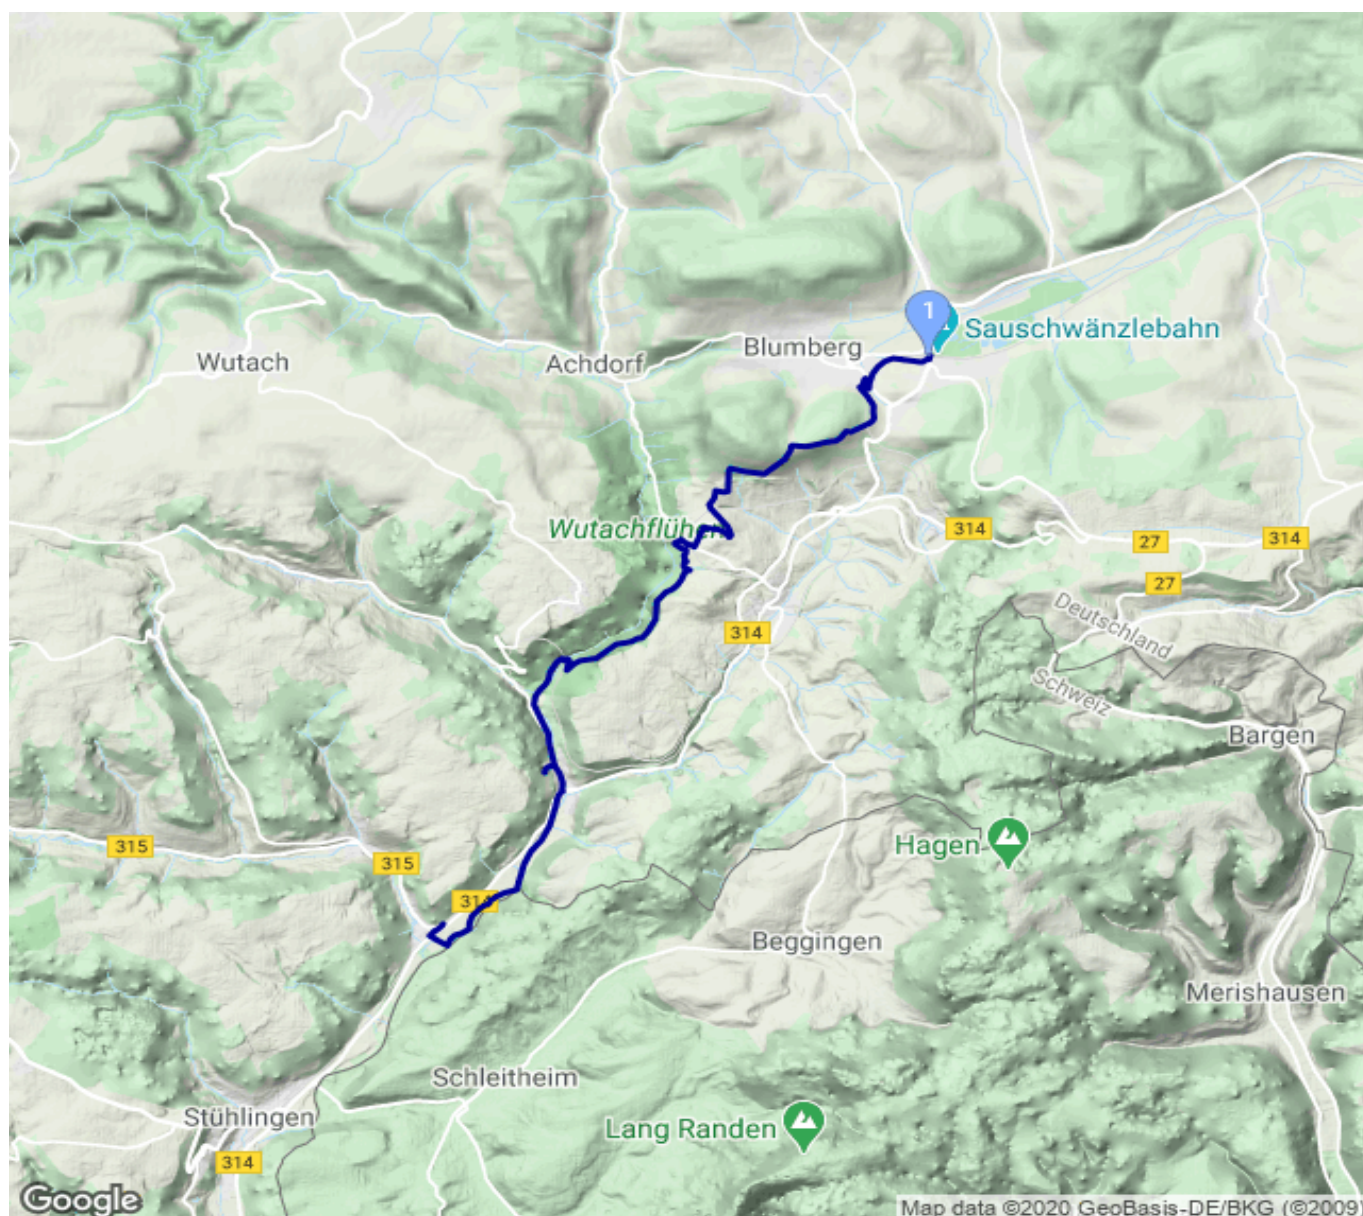 1
Sauschwänzlebahn
Blumberg
Wutach
Achdorf
Wutachflühen
314
27
314
27
Deutschland
314
Schweiz
Bargen
315
Hagen
315
314
Beggingen
Merishausen
Schleitheim
Stühlingen
Lang Randen
314
Google
Map data ©2020 GeoBasis-DE/BKG (©2009)